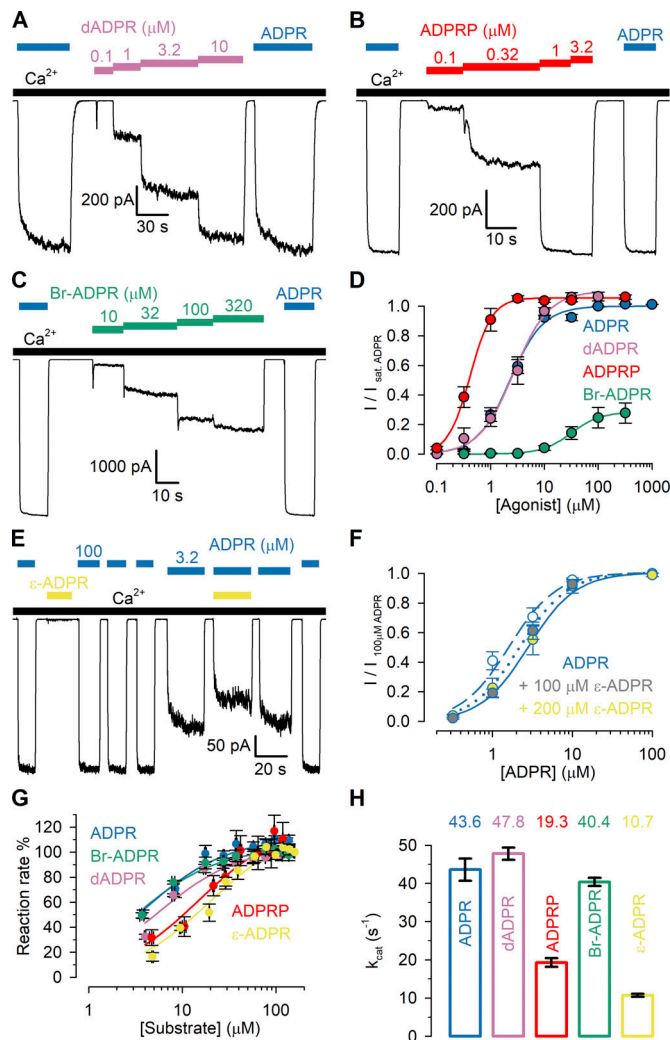 A
dADPR (μM)
ADPR
0.1
1
3.2
10
Ca2+
200 pA
30 s
B
ADPRP (μM)
ADPR
0.1
0.32
1
3.2
Ca2+
200 pA
10 s
C
Br-ADPR (μM)
ADPR
10
32
100
320
Ca2+
1000 pA
10 s
D
I / I sat. ADPR
1.0
0.8
0.6
0.4
0.2
0.0
ADPR
dADPR
ADPRP
Br-ADPR
0.1
1
10
100
1000
[Agonist] (μM)
E
ADPR (μM)
100
3.2
ε-ADPR
Ca2+
50 pA
20 s
F
I / I 100μM ADPR
1.0
0.8
0.6
0.4
0.2
0.0
ADPR
+ 100 μM ε-ADPR
+ 200 μM ε-ADPR
1
10
100
[ADPR] (μM)
G
Reaction rate %
120
100
80
60
40
20
0
ADPR
Br-ADPR
dADPR
ADPRP
ε-ADPR
1
10
100
[Substrate] (μM)
H
43.6 47.8 19.3 40.4 10.7
kcat (s-1)
50
40
30
20
10
0
ADPR
dADPR
ADPRP
Br-ADPR
ε-ADPR